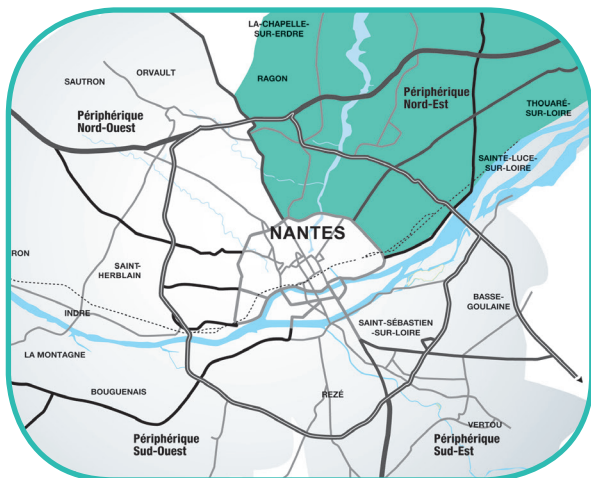 LA-CHAPELLE-
SUR-ERDRE
ORVAULT
SAUTRON
RAGON
Périphérique
Nord-Est
Périphérique
Nord-Ouest
THOUARÉ-
SUR-LOIRE
SAINTE-LUCE-
SUR-LOIRE
NANTES
RON
SAINT-
HERBLAIN
BASSE-
GOULAINE
INDRE
SAINT-SÉBASTIEN
-SUR-LOIRE
LA MONTAGNE
BOUGUENAIS
REZÉ
VERTOU
Périphérique
Sud-Ouest
Périphérique
Sud-Est